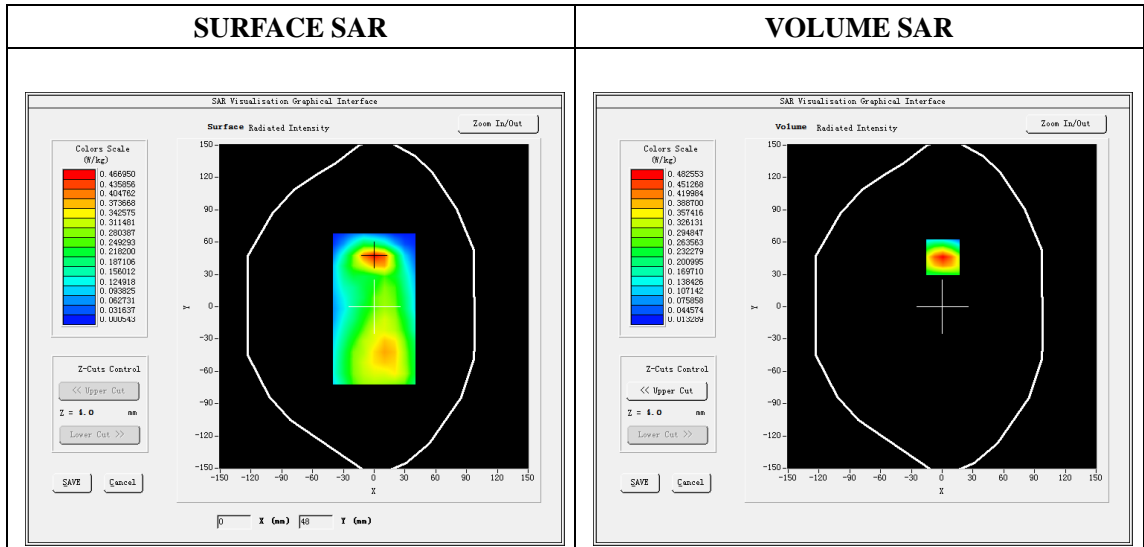 SURFACE SAR
VOLUME SAR
SAR Visualisation Graphical Interface
Surface Radiated Intensity
Zoom In/Out
Colors Scale
(W/kg)
0.466950
0.435856
0.404762
0.373668
0.342575
0.311481
0.280387
0.249293
0.218200
0.187106
0.156012
0.124918
0.093825
0.062731
0.031637
0.000543
150
120
90
60
30
0
-30
-60
-90
-120
-150
Y
-150 -120 -90 -60 -30 0 30 60 90 120 150
X
Z-Cuts Control
<< Upper Cut
Z = 4.0 mm
Lower Cut >>
SAVE Cancel
0 X (mm) 48 Y (mm)
SAR Visualisation Graphical Interface
Volume Radiated Intensity
Zoom In/Out
Colors Scale
(W/kg)
0.482553
0.451268
0.419984
0.388700
0.357416
0.326131
0.294847
0.263563
0.232279
0.200995
0.169710
0.138426
0.107142
0.075858
0.044574
0.013289
150
120
90
60
30
0
-30
-60
-90
-120
-150
Y
-150 -120 -90 -60 -30 0 30 60 90 120 150
X
Z-Cuts Control
<< Upper Cut
Z = 4.0 mm
Lower Cut >>
SAVE Cancel